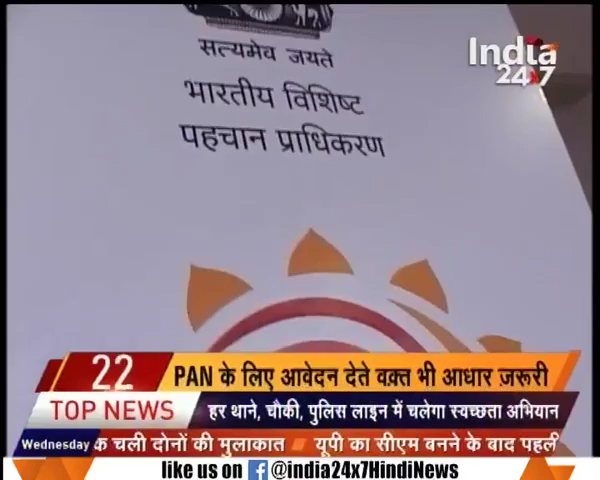 सत्यमेव जयते
भारतीय विशिष्ट
पहचान प्राधिकरण
India
24x7
22
TOP NEWS
PAN के लिए आवेदन देते वक़्त भी आधार ज़रूरी
हर थाने, चौकी, पुलिस लाइन में चलेगा स्वच्छता अभियान
Wednesday
क चली दोनों की मुलाकात यूपी का सीएम बनने के बाद पहली
like us on f @india24x7HindiNews